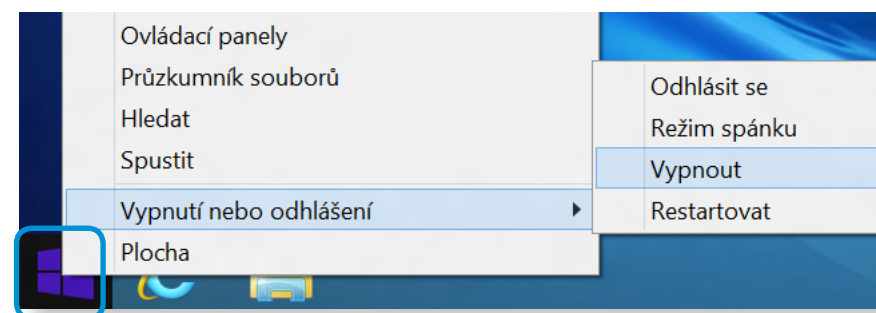 Ovládací panely
Průzkumník souborů
Hledat
Spustit
Vypnutí nebo odhlášení
Plocha
Odhlásit se
Režim spánku
Vypnout
Restartovat